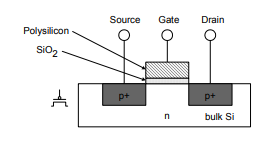 Source Gate Drain
Polysilicon
SiO2
p+ p+
n bulk Si